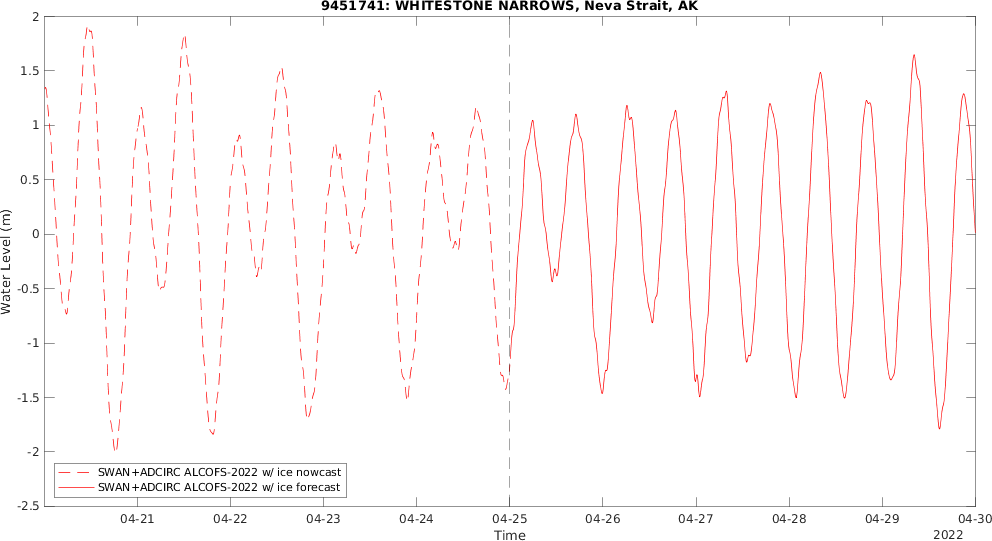 9451741: WHITESTONE NARROWS, Neva Strait, AK
2
1.5
1
0.5
0
-0.5
-1
-1.5
-2
-2.5
Water Level (m)
SWAN+ADCIRC ALCOFS-2022 w/ ice nowcast
SWAN+ADCIRC ALCOFS-2022 w/ ice forecast
04-21 04-22 04-23 04-24 04-25 04-26 04-27 04-28 04-29 04-30
Time
2022